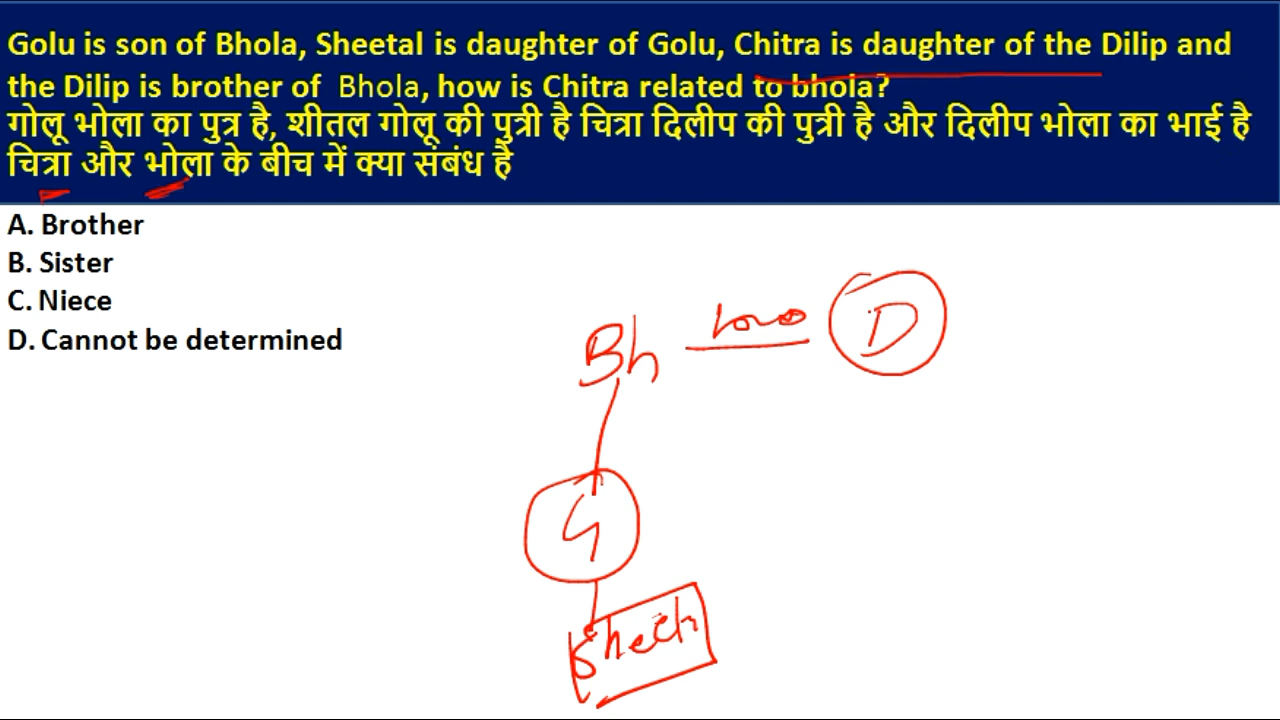 Golu is son of Bhola, Sheetal is daughter of Golu, Chitra is daughter of the Dilip and
the Dilip is brother of Bhola, how is Chitra related to bhola?
गोलू भोला का पुत्र है, शीतल गोलू की पुत्री है चित्रा दिलीप की पुत्री है और दिलीप भोला का भाई है
चित्रा और भोला के बीच में क्या संबंध है
A. Brother
B. Sister
C. Niece
D. Cannot be determined
Bh D
G